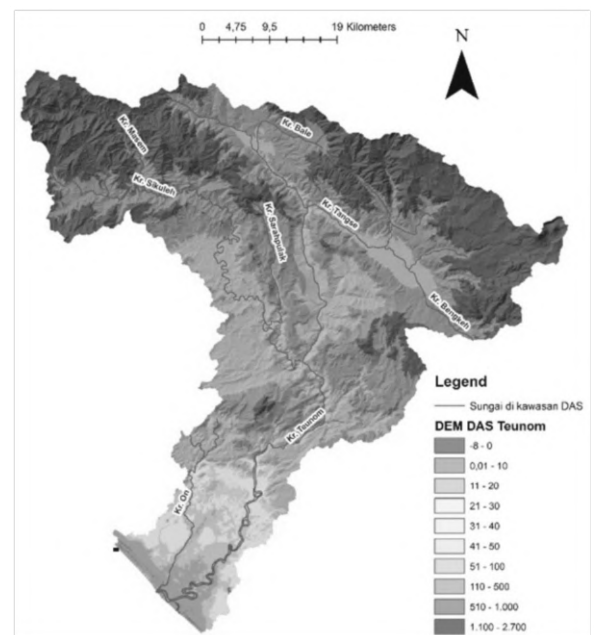 0 4,75 9,5 19 Kilometers
N
Kr. Masem
Kr. Bale
Kr. Sikuleh
Kr. Sarahpulak
Kr. Tangse
Kr. Bengkeh
Kr. Teunom
Kr. On
Legend
Sungai di kawasan DAS
DEM DAS Teunom
-8 - 0
0,01 - 10
11 - 20
21 - 30
31 - 40
41 - 50
51 - 100
110 - 500
510 - 1.000
1.100 - 2.700